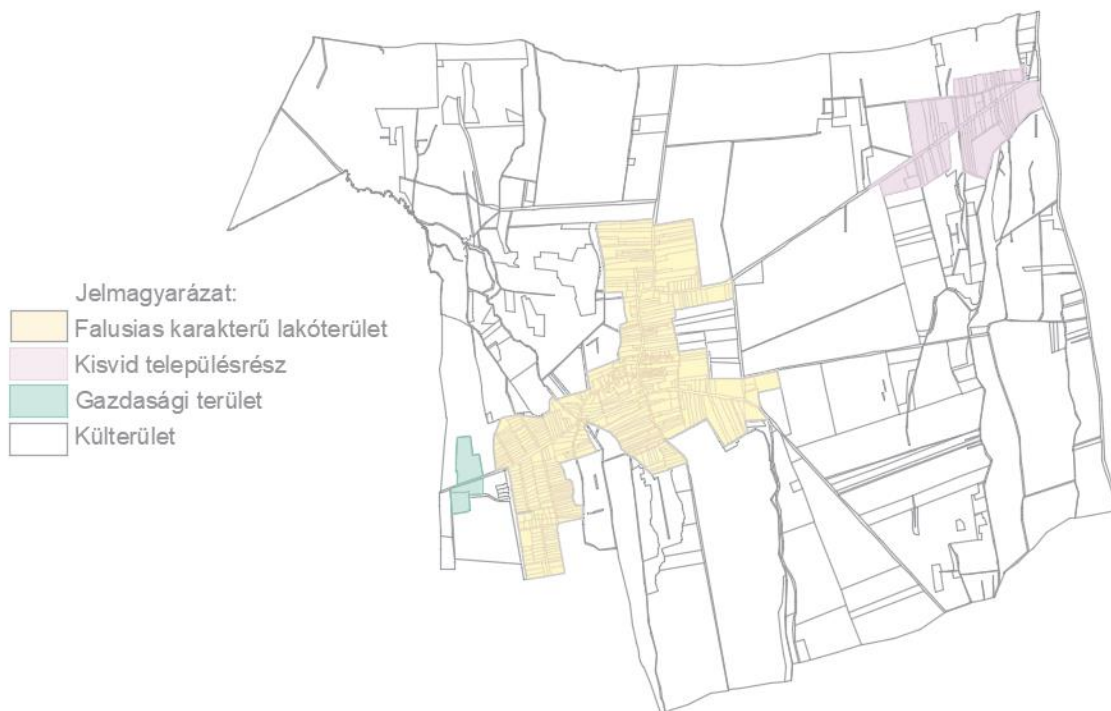 Jelmagyarázat:
Falusias karakterű lakóterület
Kisvid településrész
Gazdasági terület
Külterület